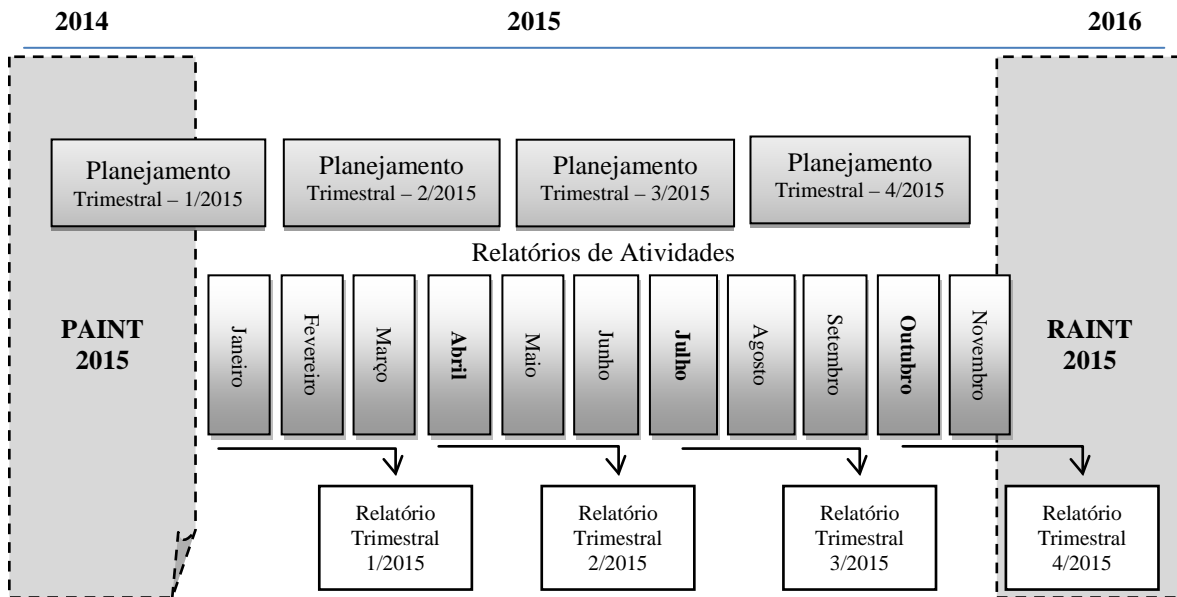 2014
2015
2016
Planejamento
Trimestral – 1/2015
Planejamento
Trimestral – 2/2015
Planejamento
Trimestral – 3/2015
Planejamento
Trimestral – 4/2015
Relatórios de Atividades
PAINT
2015
Janeiro
Fevereiro
Março
Abril
Maio
Junho
Julho
Agosto
Setembro
Outubro
Novembro
RAINT
2015
Relatório
Trimestral
1/2015
Relatório
Trimestral
2/2015
Relatório
Trimestral
3/2015
Relatório
Trimestral
4/2015